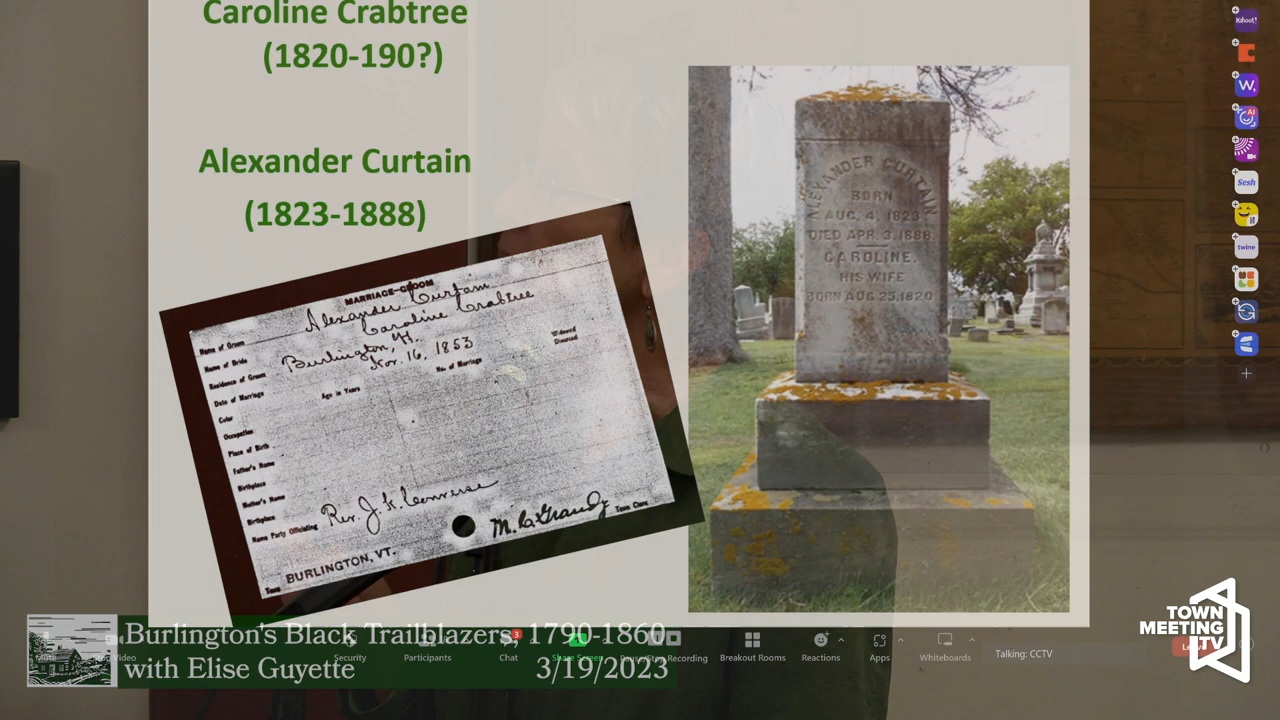 Caroline Crabtree
(1820-190?)
Alexander Curtain
(1823-1888)
MARRIAGE-GROOM
Name of Groom Alexander Curtain
Name of Bride Caroline Crabtree
Residence of Groom Burlington, Vt.
Date of Marriage Nov. 16, 1853
No. of Marriage
Widowed
Divorced
Color
Age in Years
Occupation
Place of Birth
Father's Name
Birthplace
Mother's Name
Birthplace
Name Party Officiating Rev. J. K. Converse
Town Clerk
BURLINGTON, VT.
Town
ALEXANDER CURTAIN
BORN
AUG. 4, 1823
DIED APR. 3, 1888
CAROLINE.
HIS WIFE
BORN AUG. 25, 1820
Kahoot!
W,
AI
Sesh
twine
Burlington's Black Trailblazers, 1790-1860
with Elise Guyette 3/19/2023
Mute
Video
Security
Participants
3
Chat
Share Screen
Pause/Stop Recording
Breakout Rooms
Reactions
Apps
Whiteboards
Talking: CCTV
TOWN
MEETING
TV